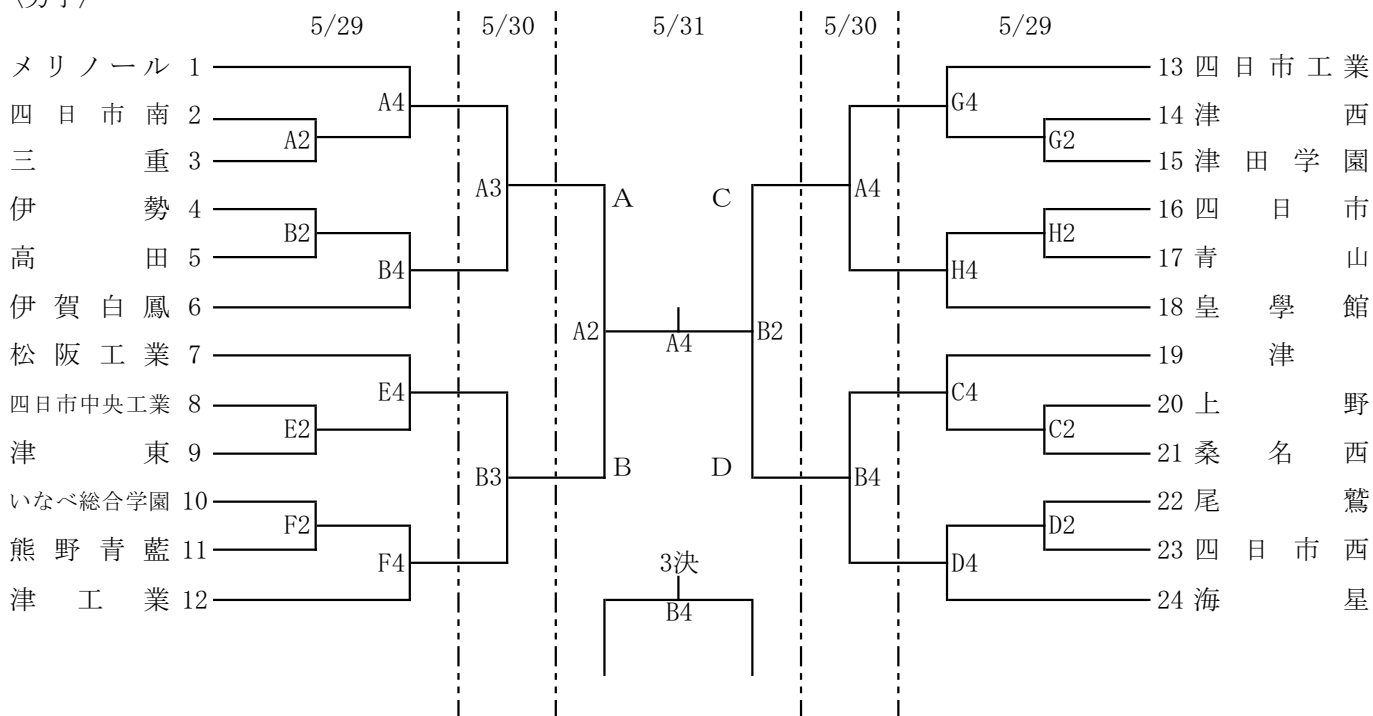 5/29 5/30 5/31 5/30 5/29
メリノール 1
四日市南 2
三重 3
伊勢 4
高田 5
伊賀白鳳 6
松阪工業 7
四日市中央工業 8
津東 9
いなべ総合学園 10
熊野青藍 11
津工業 12
A4
A2
B2
B4
E4
E2
F2
F4
A3
B3
A
B
A2
A4
B2
C
D
3決
B4
A4
B4
G4
G2
H2
H4
C4
C2
D2
D4
13 四日市工業
14 津西
15 津田学園
16 四日市
17 青山
18 皇學館
19 津
20 上野
21 桑名西
22 尾鷲
23 四日市西
24 海星